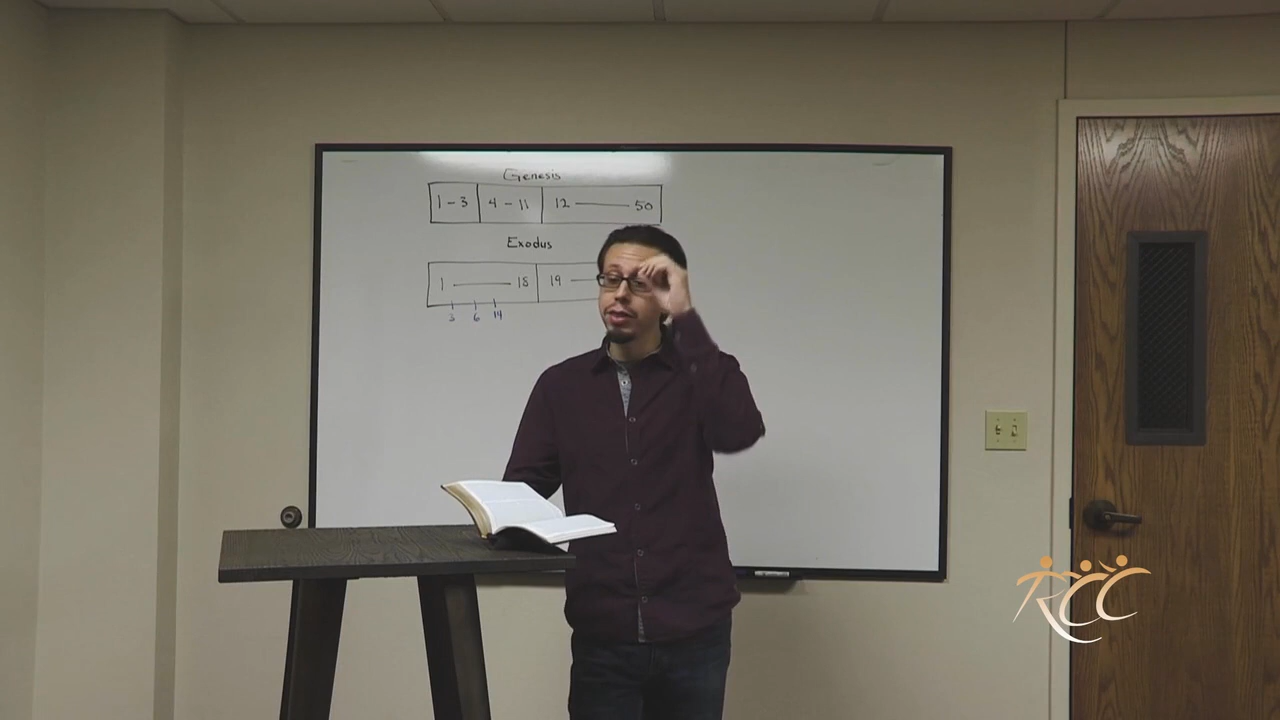 Genesis
1 - 3 4 - 11 12 — 50
Exodus
1 — 18 19 —
3 6 14
RCC